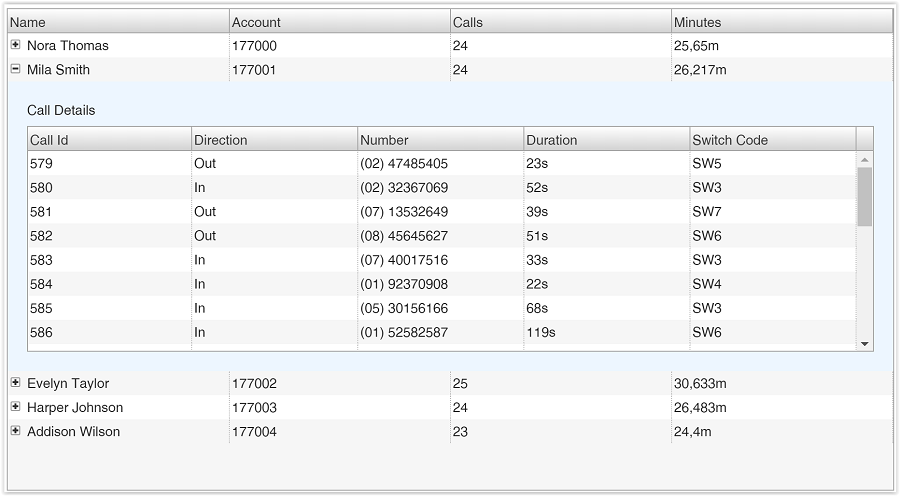 Name Account Calls Minutes
Nora Thomas 177000 24 25,65m
Mila Smith 177001 24 26,217m
Call Details
Call Id Direction Number Duration Switch Code
579 Out (02) 47485405 23s SW5
580 In (02) 32367069 52s SW3
581 Out (07) 13532649 39s SW7
582 Out (08) 45645627 51s SW6
583 In (07) 40017516 33s SW3
584 In (01) 92370908 22s SW4
585 In (05) 30156166 68s SW3
586 In (01) 52582587 119s SW6
Evelyn Taylor 177002 25 30,633m
Harper Johnson 177003 24 26,483m
Addison Wilson 177004 23 24,4m